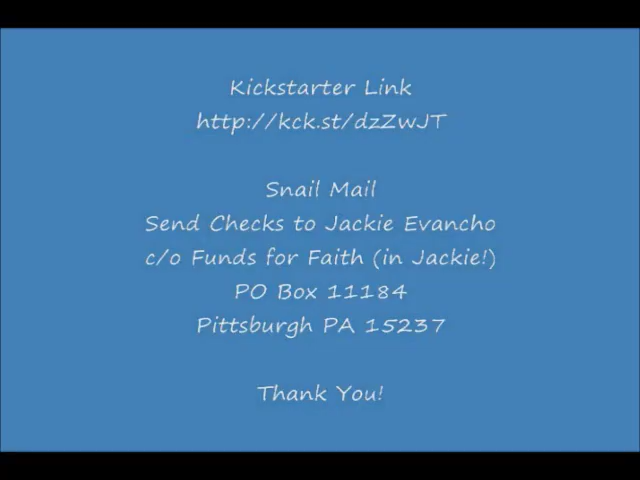 Kickstarter Link
http://kck.st/dzZwJT
Snail Mail
Send Checks to Jackie Evancho
c/o Funds for Faith (in Jackie!)
PO Box 11184
Pittsburgh PA 15237
Thank You!